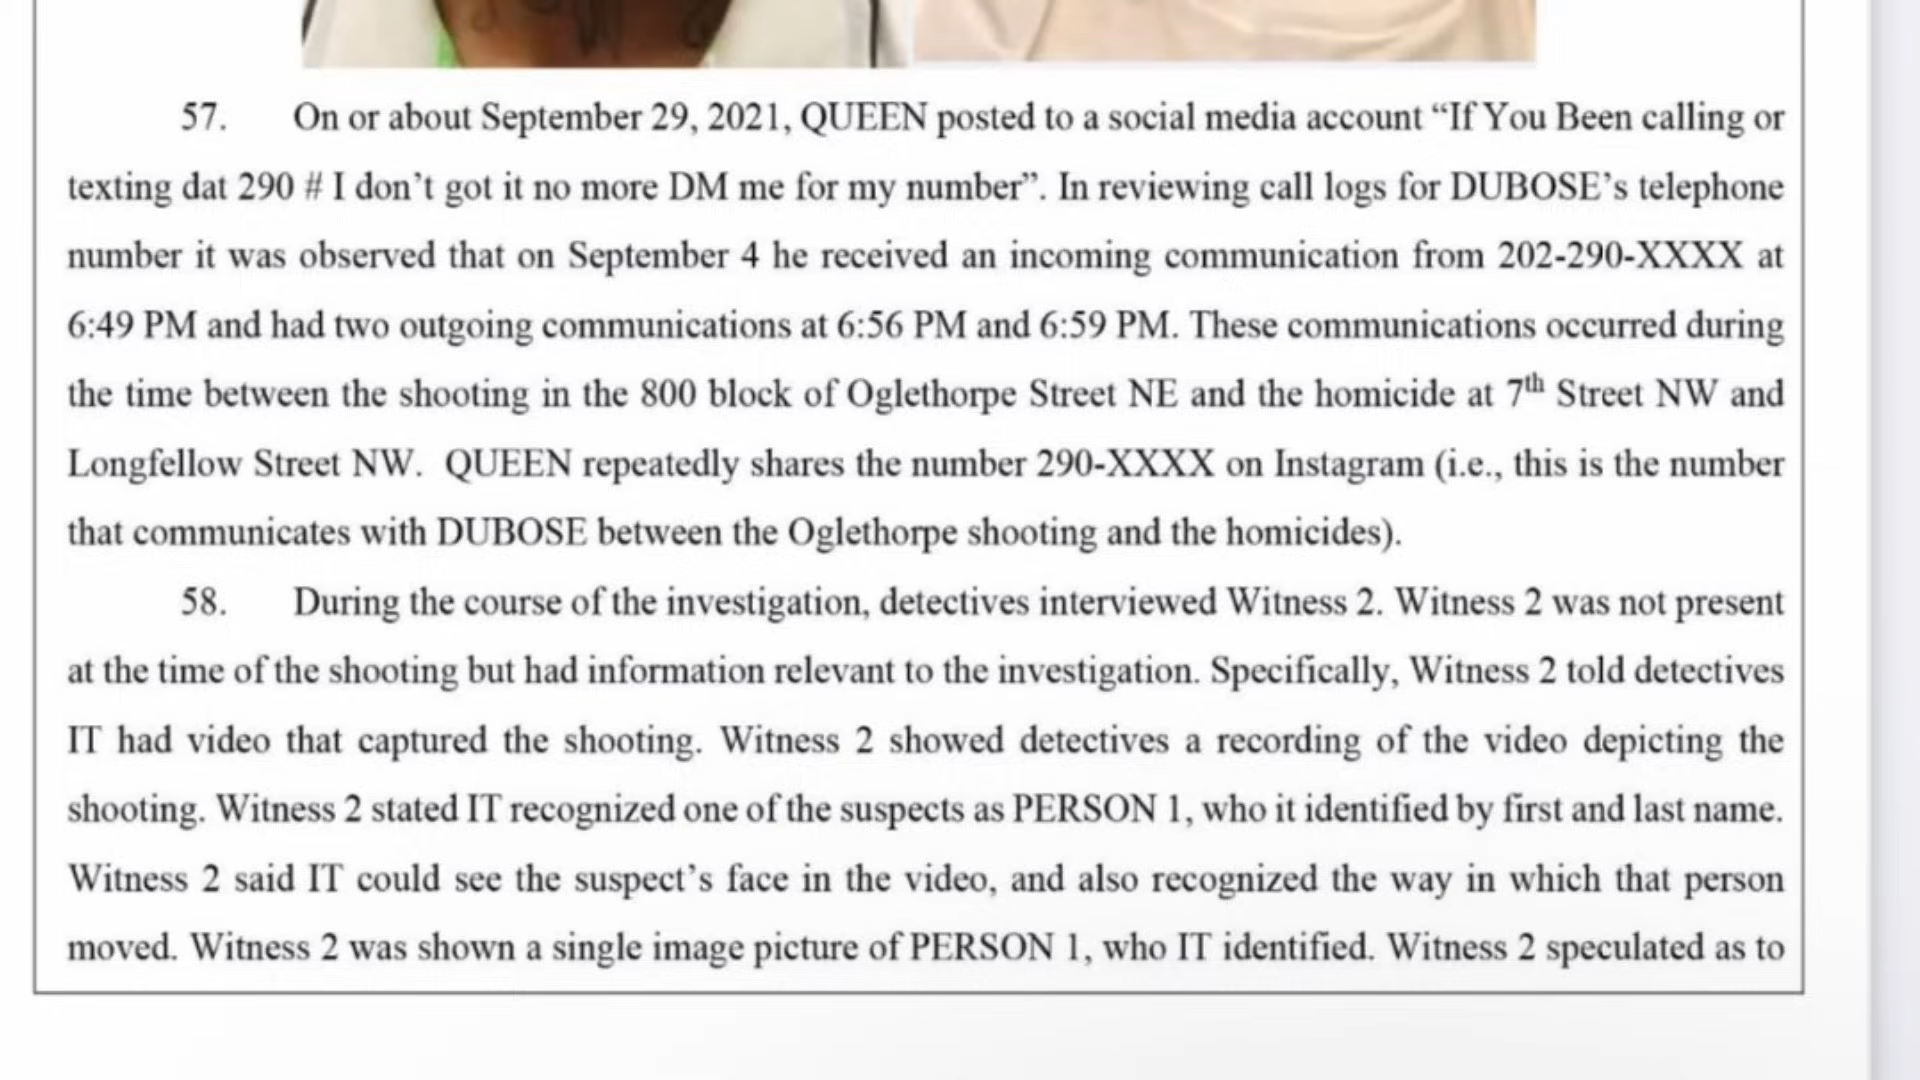 57. On or about September 29, 2021, QUEEN posted to a social media account “If You Been calling or
texting dat 290 # I don’t got it no more DM me for my number”. In reviewing call logs for DUBOSE’s telephone
number it was observed that on September 4 he received an incoming communication from 202-290-XXXX at
6:49 PM and had two outgoing communications at 6:56 PM and 6:59 PM. These communications occurred during
the time between the shooting in the 800 block of Oglethorpe Street NE and the homicide at 7th Street NW and
Longfellow Street NW. QUEEN repeatedly shares the number 290-XXXX on Instagram (i.e., this is the number
that communicates with DUBOSE between the Oglethorpe shooting and the homicides).
58. During the course of the investigation, detectives interviewed Witness 2. Witness 2 was not present
at the time of the shooting but had information relevant to the investigation. Specifically, Witness 2 told detectives
IT had video that captured the shooting. Witness 2 showed detectives a recording of the video depicting the
shooting. Witness 2 stated IT recognized one of the suspects as PERSON 1, who it identified by first and last name.
Witness 2 said IT could see the suspect’s face in the video, and also recognized the way in which that person
moved. Witness 2 was shown a single image picture of PERSON 1, who IT identified. Witness 2 speculated as to